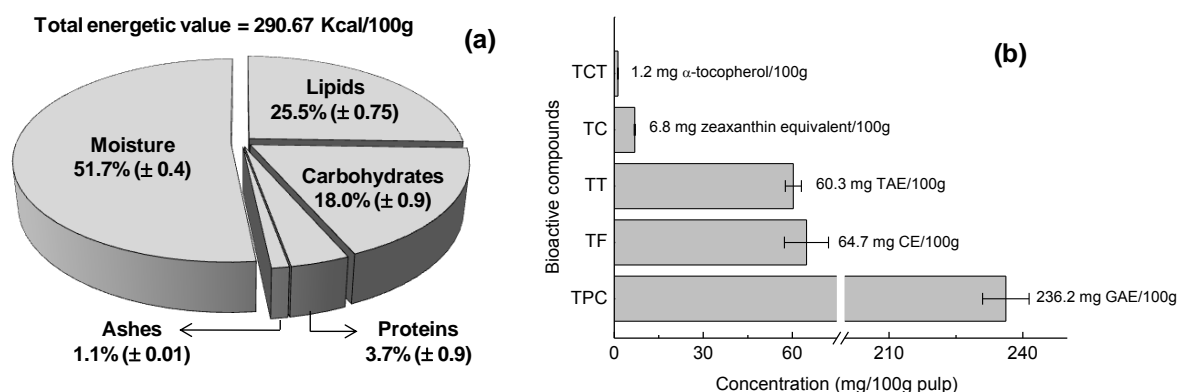 Total energetic value = 290.67 Kcal/100g
(a)
Lipids
25.5% (± 0.75)
Moisture
51.7% (± 0.4)
Carbohydrates
18.0% (± 0.9)
Ashes
1.1% (± 0.01)
Proteins
3.7% (± 0.9)
(b)
Bioactive compounds
TCT
1.2 mg α-tocopherol/100g
TC
6.8 mg zeaxanthin equivalent/100g
TT
60.3 mg TAE/100g
TF
64.7 mg CE/100g
TPC
236.2 mg GAE/100g
0 30 60 210 240
Concentration (mg/100g pulp)